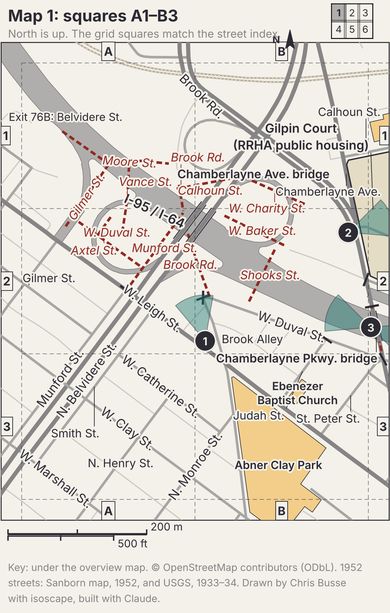 Map 1: squares A1–B3
North is up. The grid squares match the street index.
1 2 3
4 5 6
N
A
B
Brook Rd.
Exit 76B: Belvidere St.
Calhoun St.
Gilpin Court
(RRHA public housing)
1
1
Moore St.
Brook Rd.
Chamberlayne Ave. bridge
Vance St.
Calhoun St.
Chamberlayne Ave.
Gilmer St.
I-95 / I-64
W. Charity St.
W. Duval St.
W. Baker St.
2
Axtel St.
Munford St.
Brook Rd.
Shooks St.
2
Gilmer St.
2
W. Leigh St.
W. Duval St.
3
1
Brook Alley
Chamberlayne Pkwy. bridge
Munford St.
N. Belvidere St.
W. Catherine St.
Ebenezer
Baptist Church
Judah St.
St. Peter St.
3
3
Smith St.
W. Clay St.
N. Henry St.
N. Monroe St.
Abner Clay Park
W. Marshall St.
A
B
200 m
500 ft
Key: under the overview map. © OpenStreetMap contributors (ODbL). 1952
streets: Sanborn map, 1952, and USGS, 1933–34. Drawn by Chris Busse
with isoscape, built with Claude.